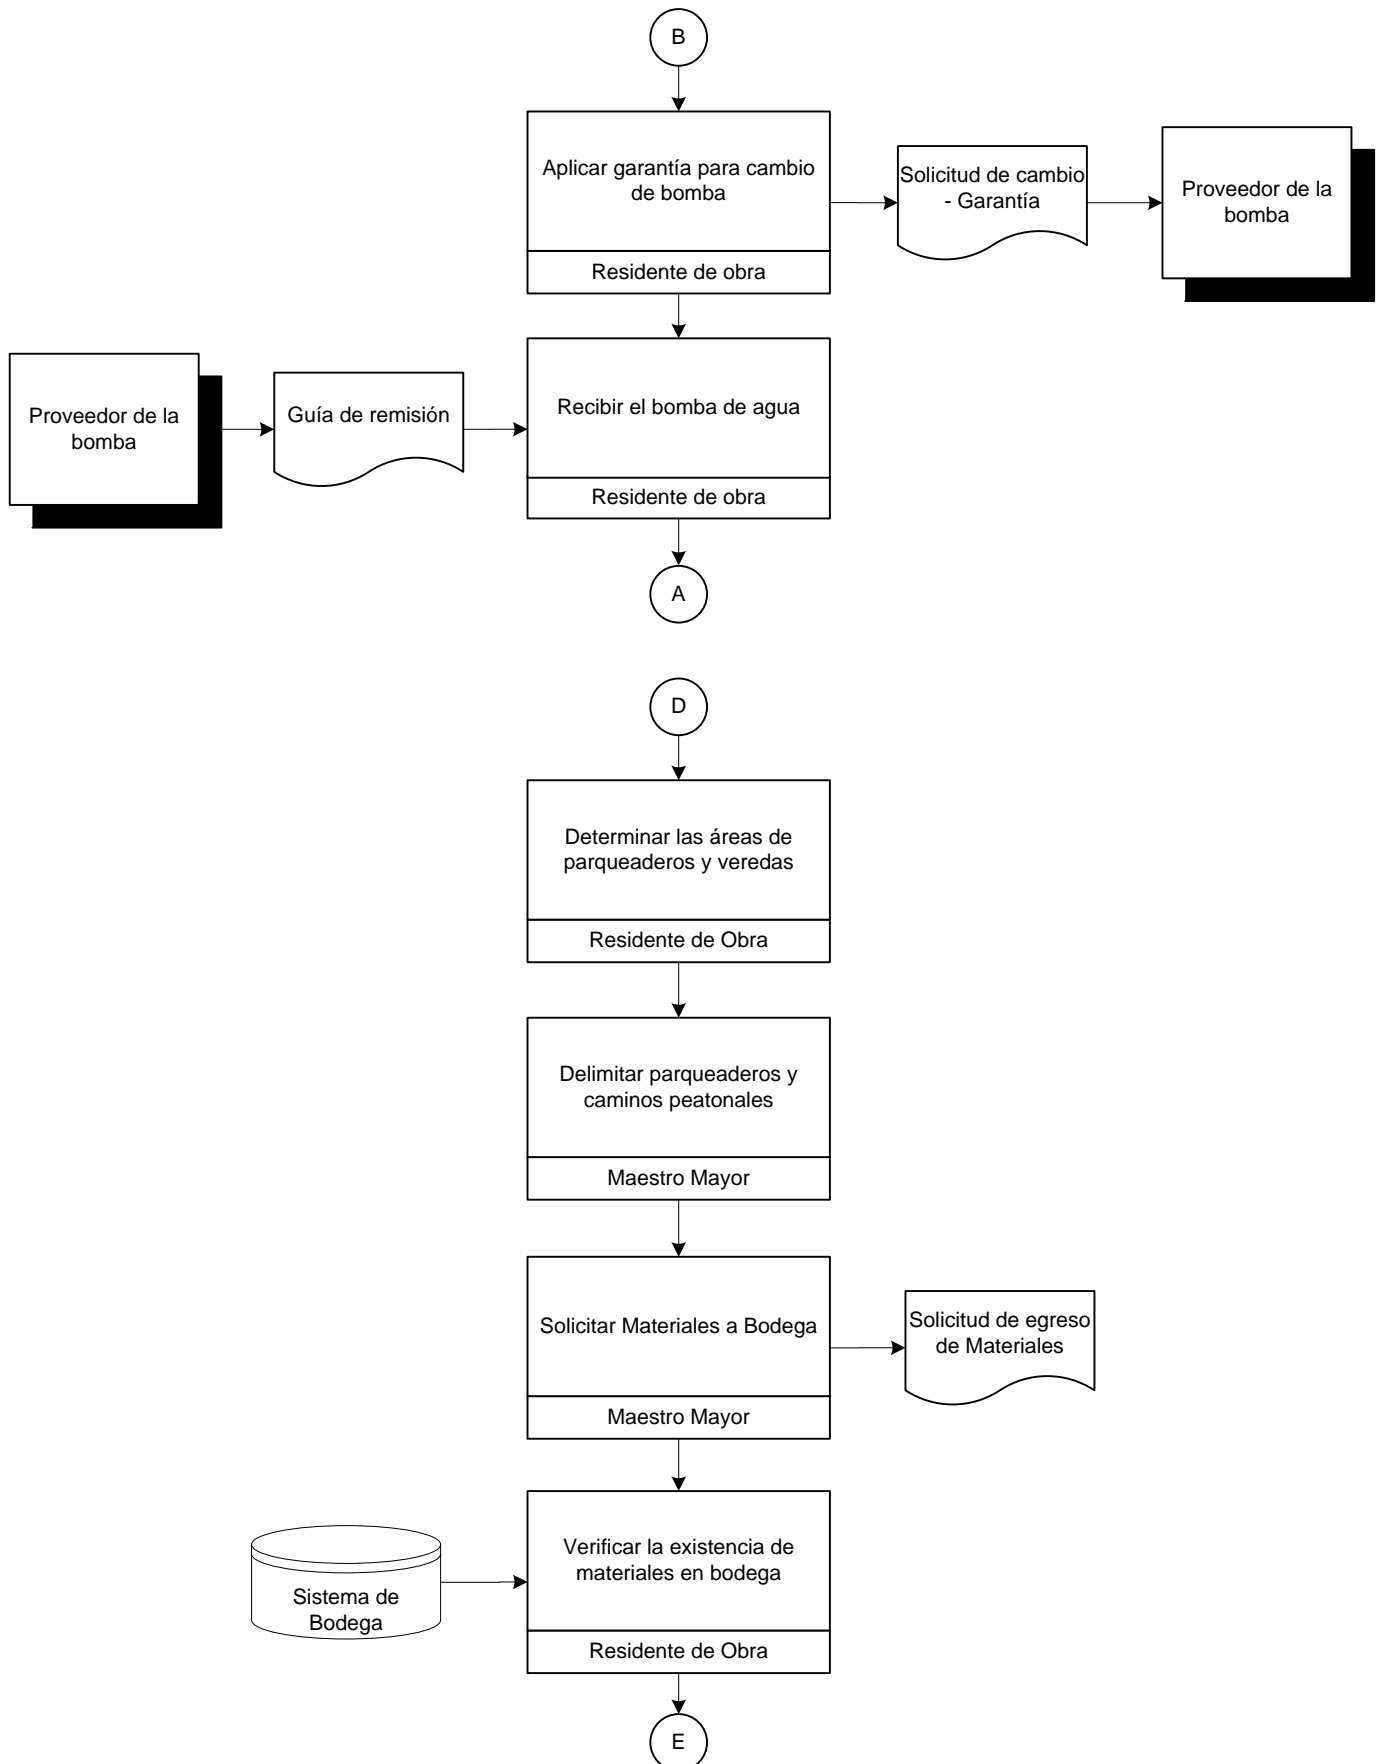 B
Aplicar garantía para cambio
de bomba
Residente de obra
Solicitud de cambio
- Garantía
Proveedor de la
bomba
Proveedor de la
bomba
Guía de remisión
Recibir el bomba de agua
Residente de obra
A
D
Determinar las áreas de
parqueaderos y veredas
Residente de Obra
Delimitar parqueaderos y
caminos peatonales
Maestro Mayor
Solicitar Materiales a Bodega
Maestro Mayor
Solicitud de egreso
de Materiales
Sistema de
Bodega
Verificar la existencia de
materiales en bodega
Residente de Obra
E